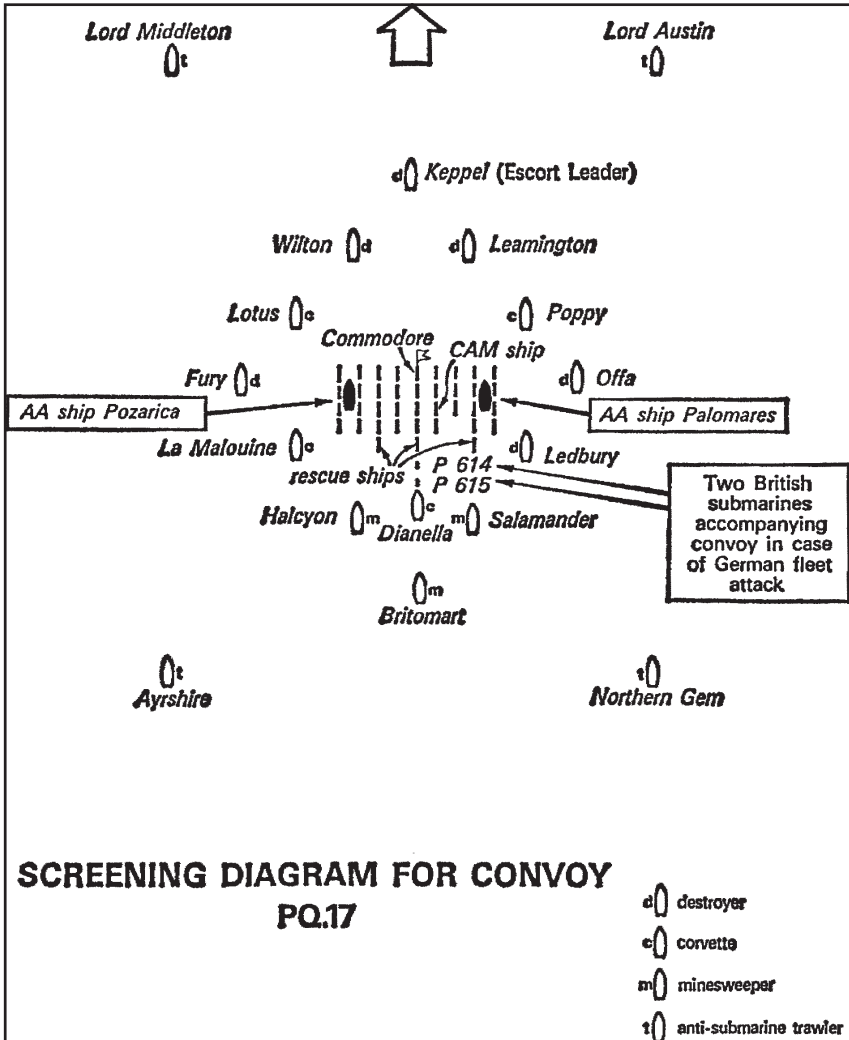 Lord Middleton
Lord Austin
t
t
d Keppel (Escort Leader)
Wilton d
d Leamington
Lotus c
c Poppy
Commodore
CAM ship
Fury d
d Offa
AA ship Pozarica
AA ship Palomares
La Malouine c
d Ledbury
rescue ships
P 614
P 615
Two British
submarines
accompanying
convoy in case
of German fleet
attack
Halcyon m
c
Dianella
m Salamander
m
Britomart
t
Ayrshire
t
Northern Gem
SCREENING DIAGRAM FOR CONVOY
PQ.17
d destroyer
c corvette
m minesweeper
t anti-submarine trawler